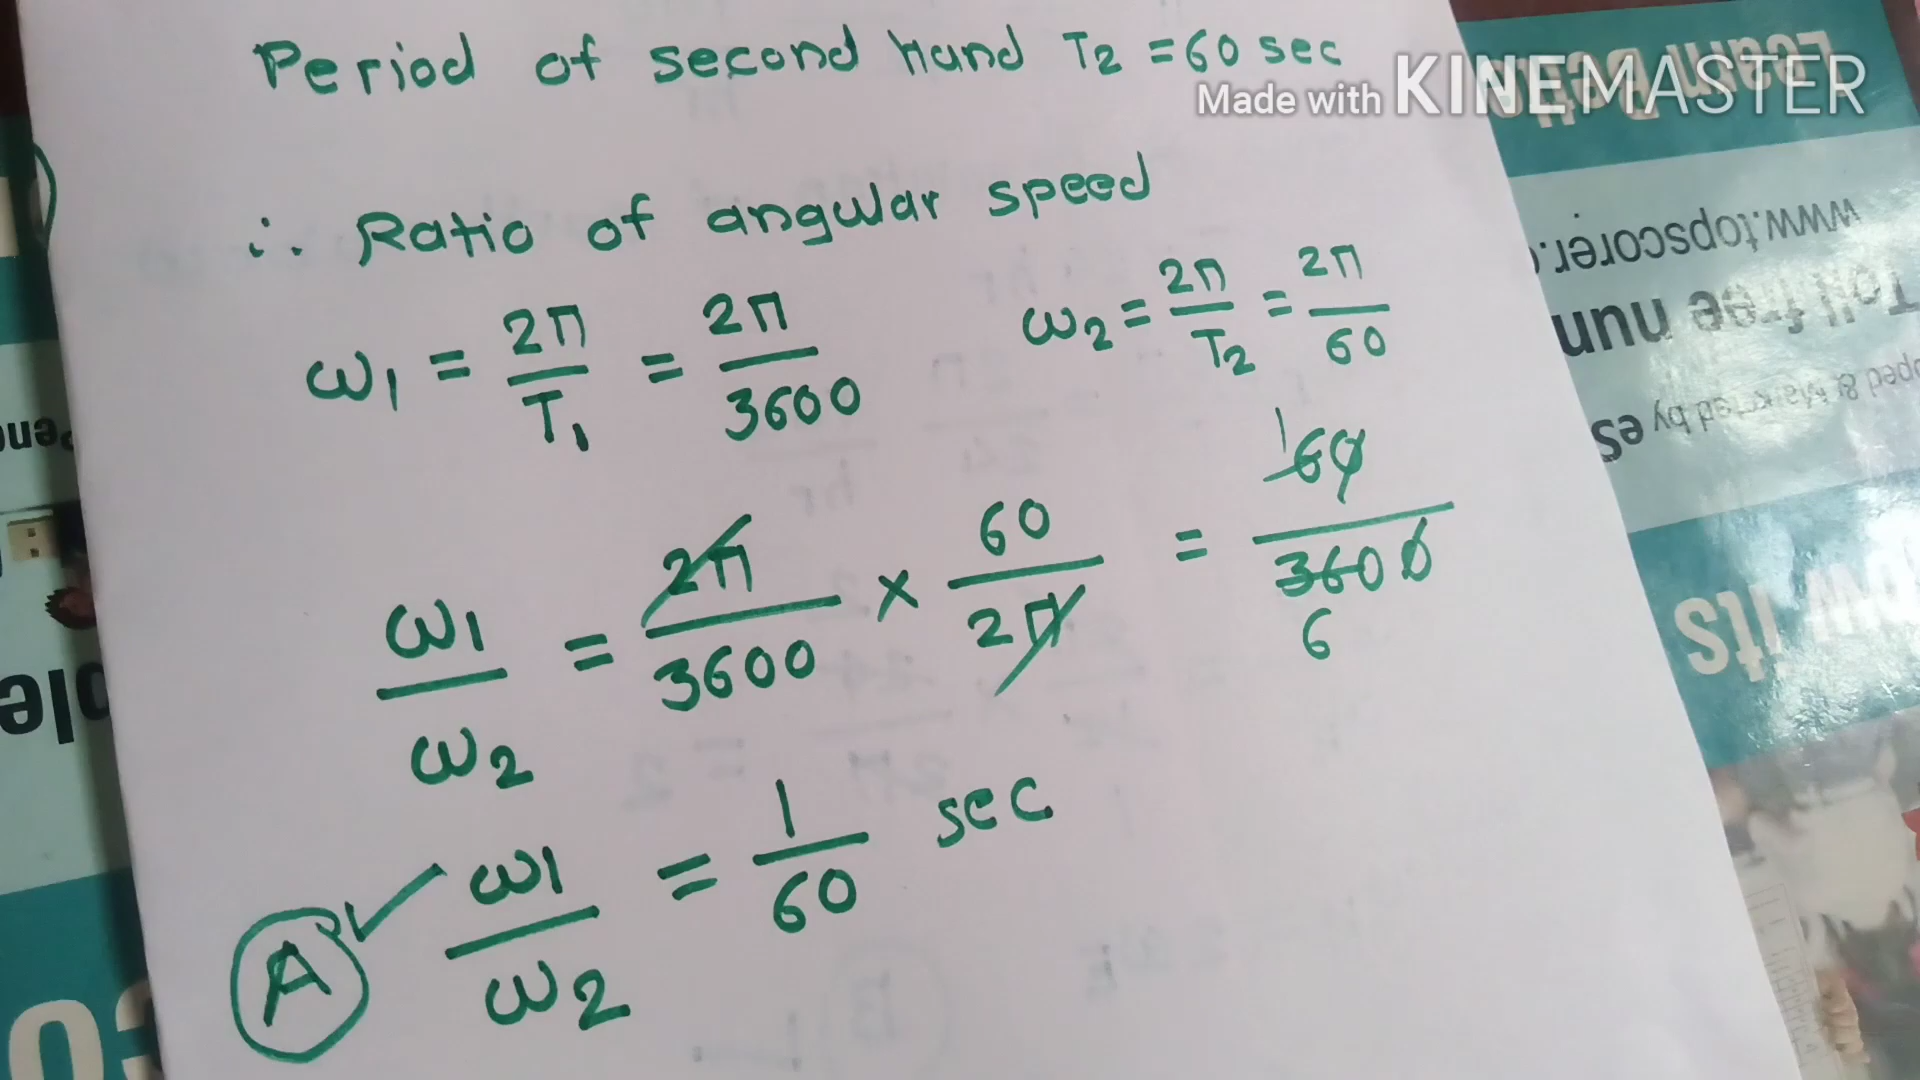 Period of second hand T2 = 60 sec
Made with KINEMASTER
∴ Ratio of angular speed
ω1 = 2π/T1 = 2π/3600
ω2 = 2π/T2 = 2π/60
ω1/ω2 = 2π/3600 × 60/2π = 60/3600
1
6
ω1/ω2 = 1/60 sec
A
www.topscorer.
Toll free num
es
its